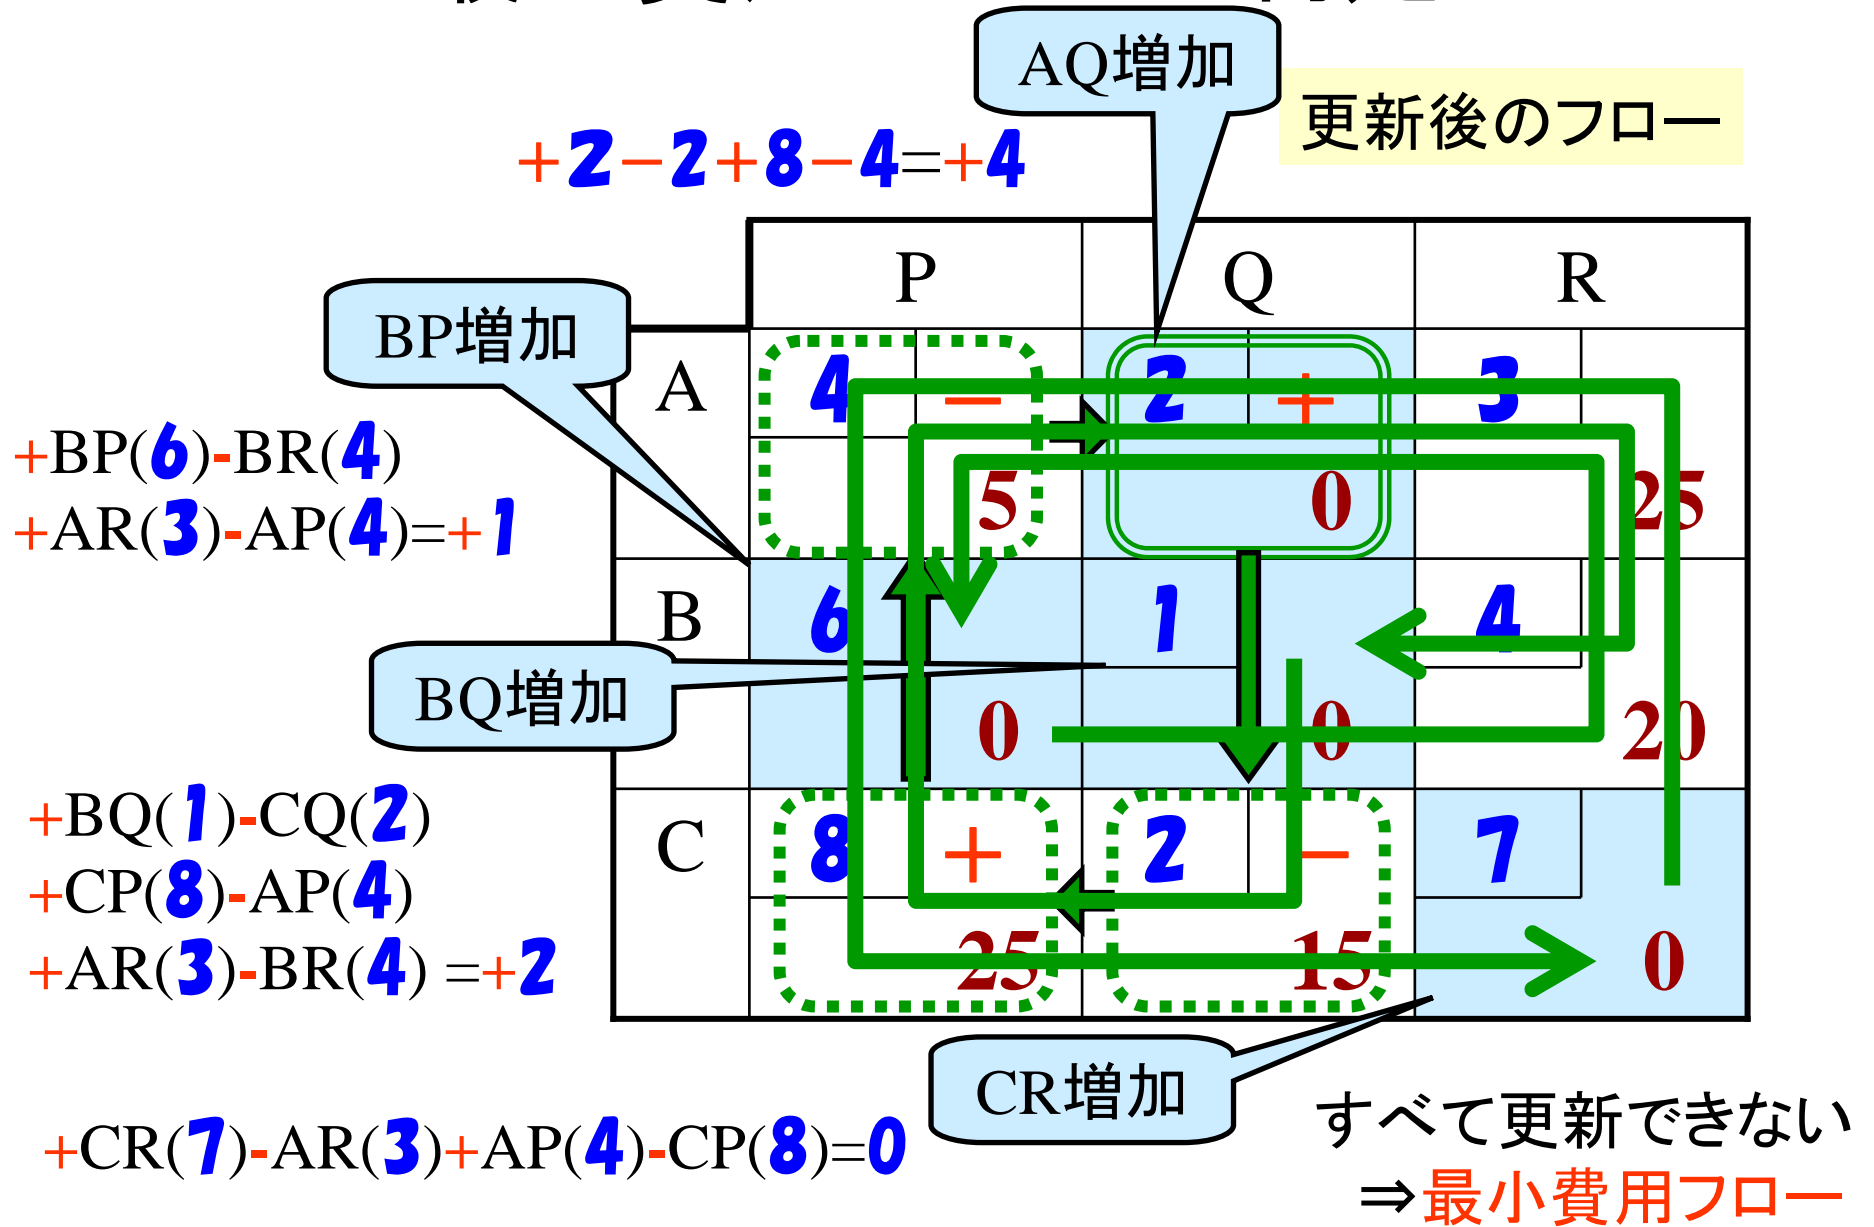 AQ増加
更新後のフロー
+2-2+8-4=+4
P Q R
BP増加
A 4 - 2 + 3
5 0 25
+BP(6)-BR(4)
+AR(3)-AP(4)=+1
B 6 1 4
BQ増加
0 0 20
+BQ(1)-CQ(2)
+CP(8)-AP(4)
+AR(3)-BR(4) =+2
C 8 + 2 - 7
25 15 0
CR増加
+CR(7)-AR(3)+AP(4)-CP(8)=0
すべて更新できない
⇒最小費用フロー